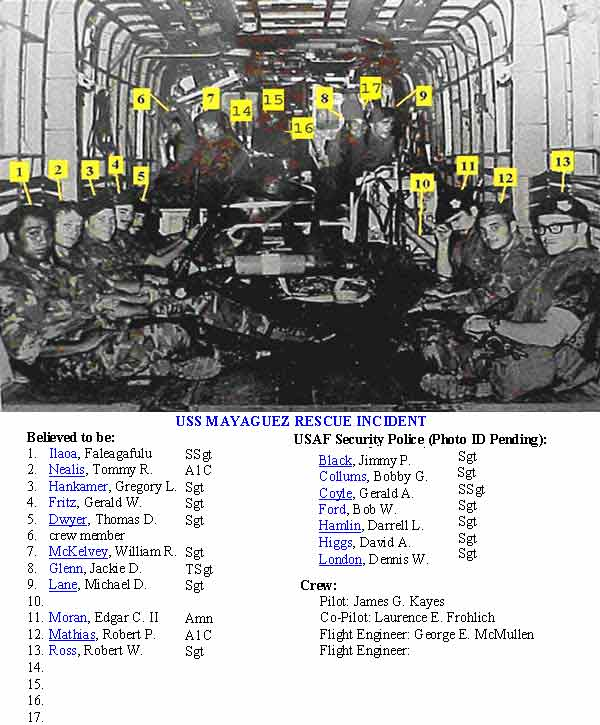 6
7
14
15
16
8
17
9
1
2
3
4
5
10
11
12
13
USS MAYAGUEZ RESCUE INCIDENT
Believed to be:
1. Ilaoa, Faleagafulu SSgt
2. Nealis, Tommy R. A1C
3. Hankamer, Gregory L. Sgt
4. Fritz, Gerald W. Sgt
5. Dwyer, Thomas D. Sgt
6. crew member
7. McKelvey, William R. Sgt
8. Glenn, Jackie D. TSgt
9. Lane, Michael D. Sgt
10.
11. Moran, Edgar C. II Amn
12. Mathias, Robert P. A1C
13. Ross, Robert W. Sgt
14.
15.
16.
17.
USAF Security Police (Photo ID Pending):
Black, Jimmy P. Sgt
Collums, Bobby G. Sgt
Coyle, Gerald A. SSgt
Ford, Bob W. Sgt
Hamlin, Darrell L. Sgt
Higgs, David A. Sgt
London, Dennis W. Sgt
Crew:
Pilot: James G. Kayes
Co-Pilot: Laurence E. Frohlich
Flight Engineer: George E. McMullen
Flight Engineer: